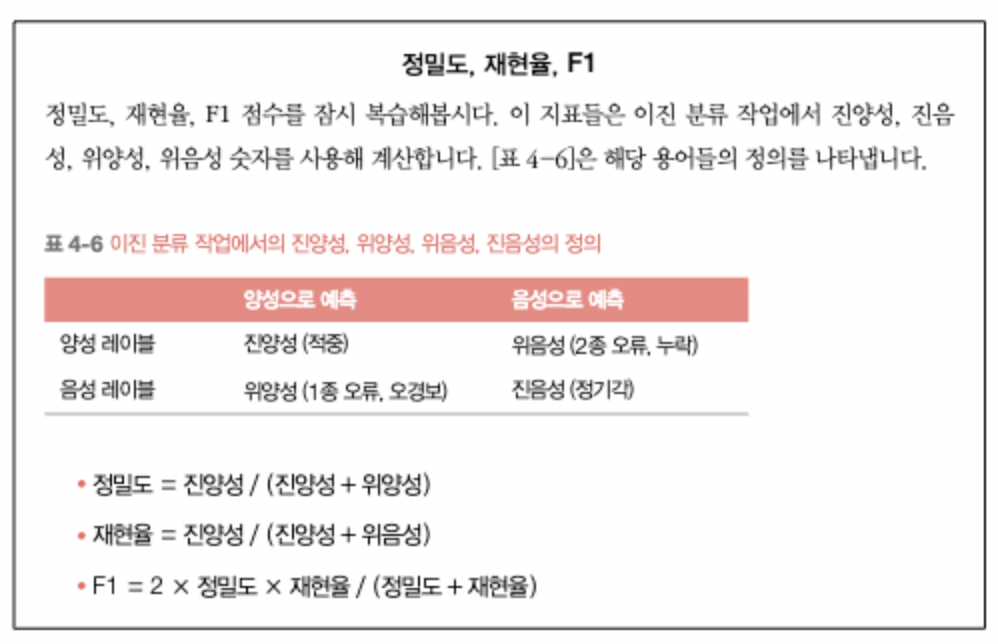 정밀도, 재현율, F1
정밀도, 재현율, F1 점수를 잠시 복습해봅시다. 이 지표들은 이진 분류 작업에서 진양성, 진음
성, 위양성, 위음성 숫자를 사용해 계산합니다. [표 4-6]은 해당 용어들의 정의를 나타냅니다.
표 4-6 이진 분류 작업에서의 진양성, 위양성, 위음성, 진음성의 정의
양성으로 예측 음성으로 예측
양성 레이블 진양성 (적중) 위음성 (2종 오류, 누락)
음성 레이블 위양성 (1종 오류, 오경보) 진음성 (정기각)
• 정밀도 = 진양성 / (진양성 + 위양성)
• 재현율 = 진양성 / (진양성 + 위음성)
• F1 = 2 × 정밀도 × 재현율 / (정밀도 + 재현율)